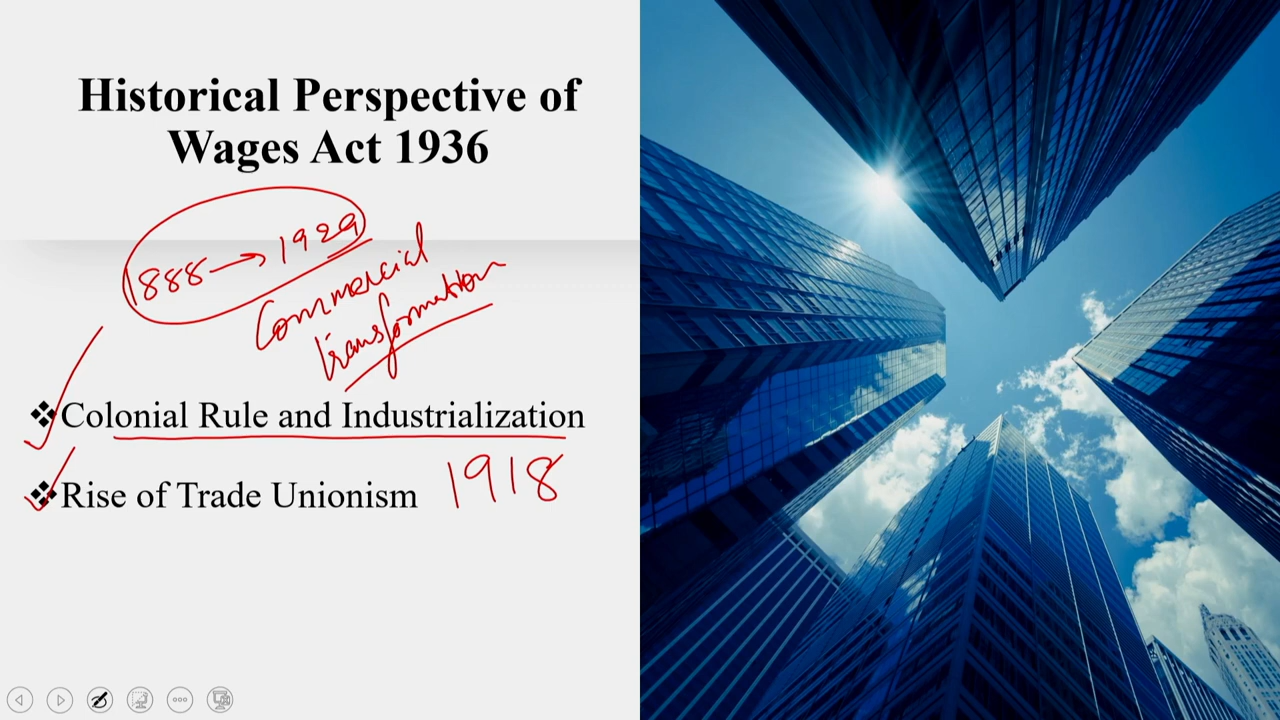 Historical Perspective of
Wages Act 1936
1888→1929
Commercial
transformation
❖Colonial Rule and Industrialization
❖Rise of Trade Unionism 1918